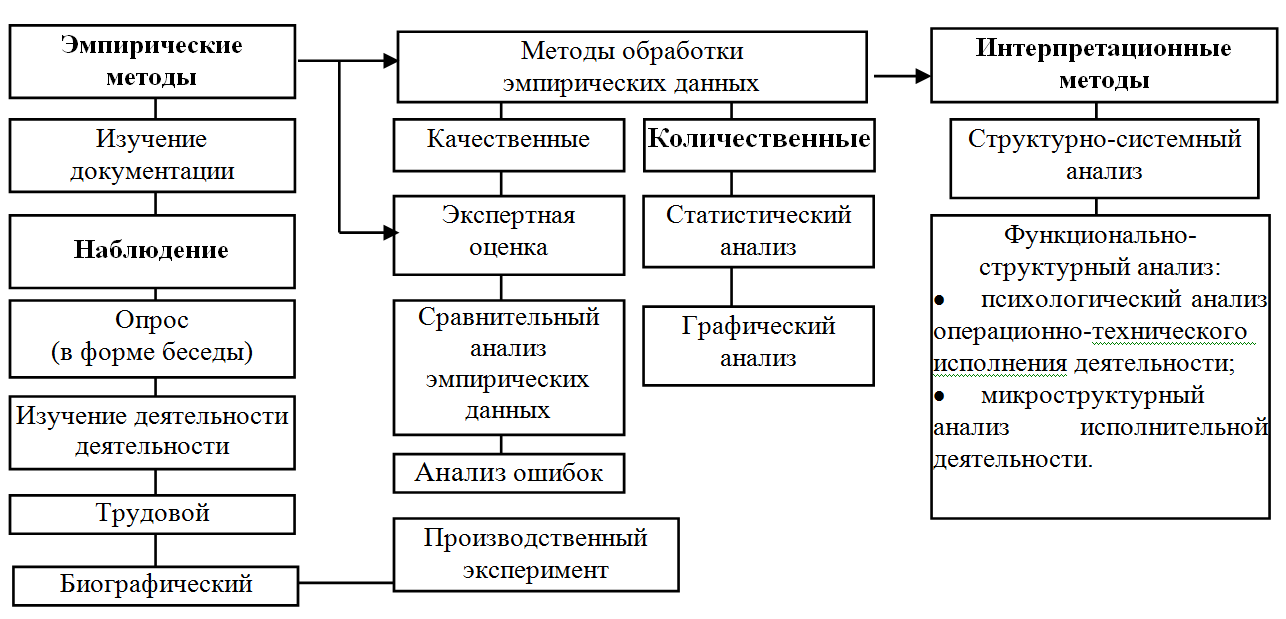 Эмпирические
методы
Изучение
документации
Наблюдение
Опрос
(в форме беседы)
Изучение деятельности
деятельности
Трудовой
Биографический
Методы обработки
эмпирических данных
Качественные
Экспертная
оценка
Сравнительный
анализ
эмпирических
данных
Анализ ошибок
Производственный
эксперимент
Количественные
Статистический
анализ
Графический
анализ
Интерпретационные
методы
Структурно-системный
анализ
Функционально-
структурный анализ:
• психологический анализ
операционно-технического
исполнения деятельности;
• микроструктурный
анализ исполнительной
деятельности.